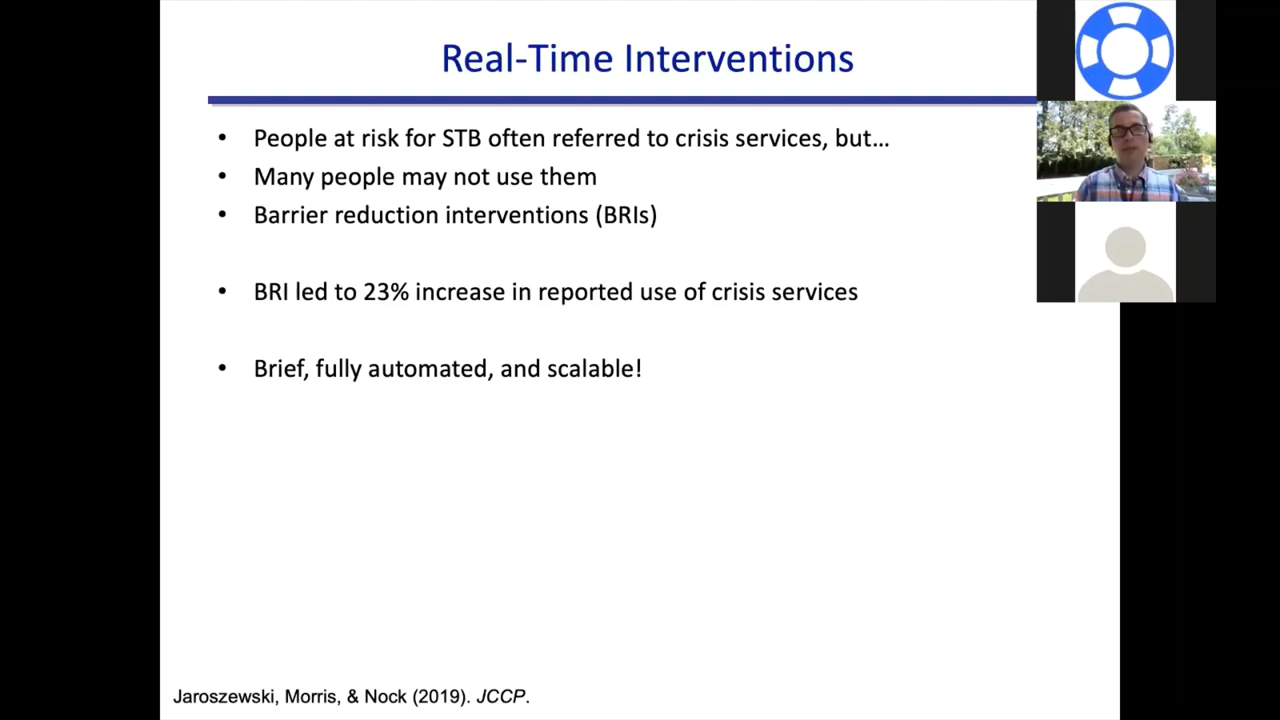 Real-Time Interventions
• People at risk for STB often referred to crisis services, but…
• Many people may not use them
• Barrier reduction interventions (BRIs)
• BRI led to 23% increase in reported use of crisis services
• Brief, fully automated, and scalable!
Jaroszewski, Morris, & Nock (2019). JCCP.